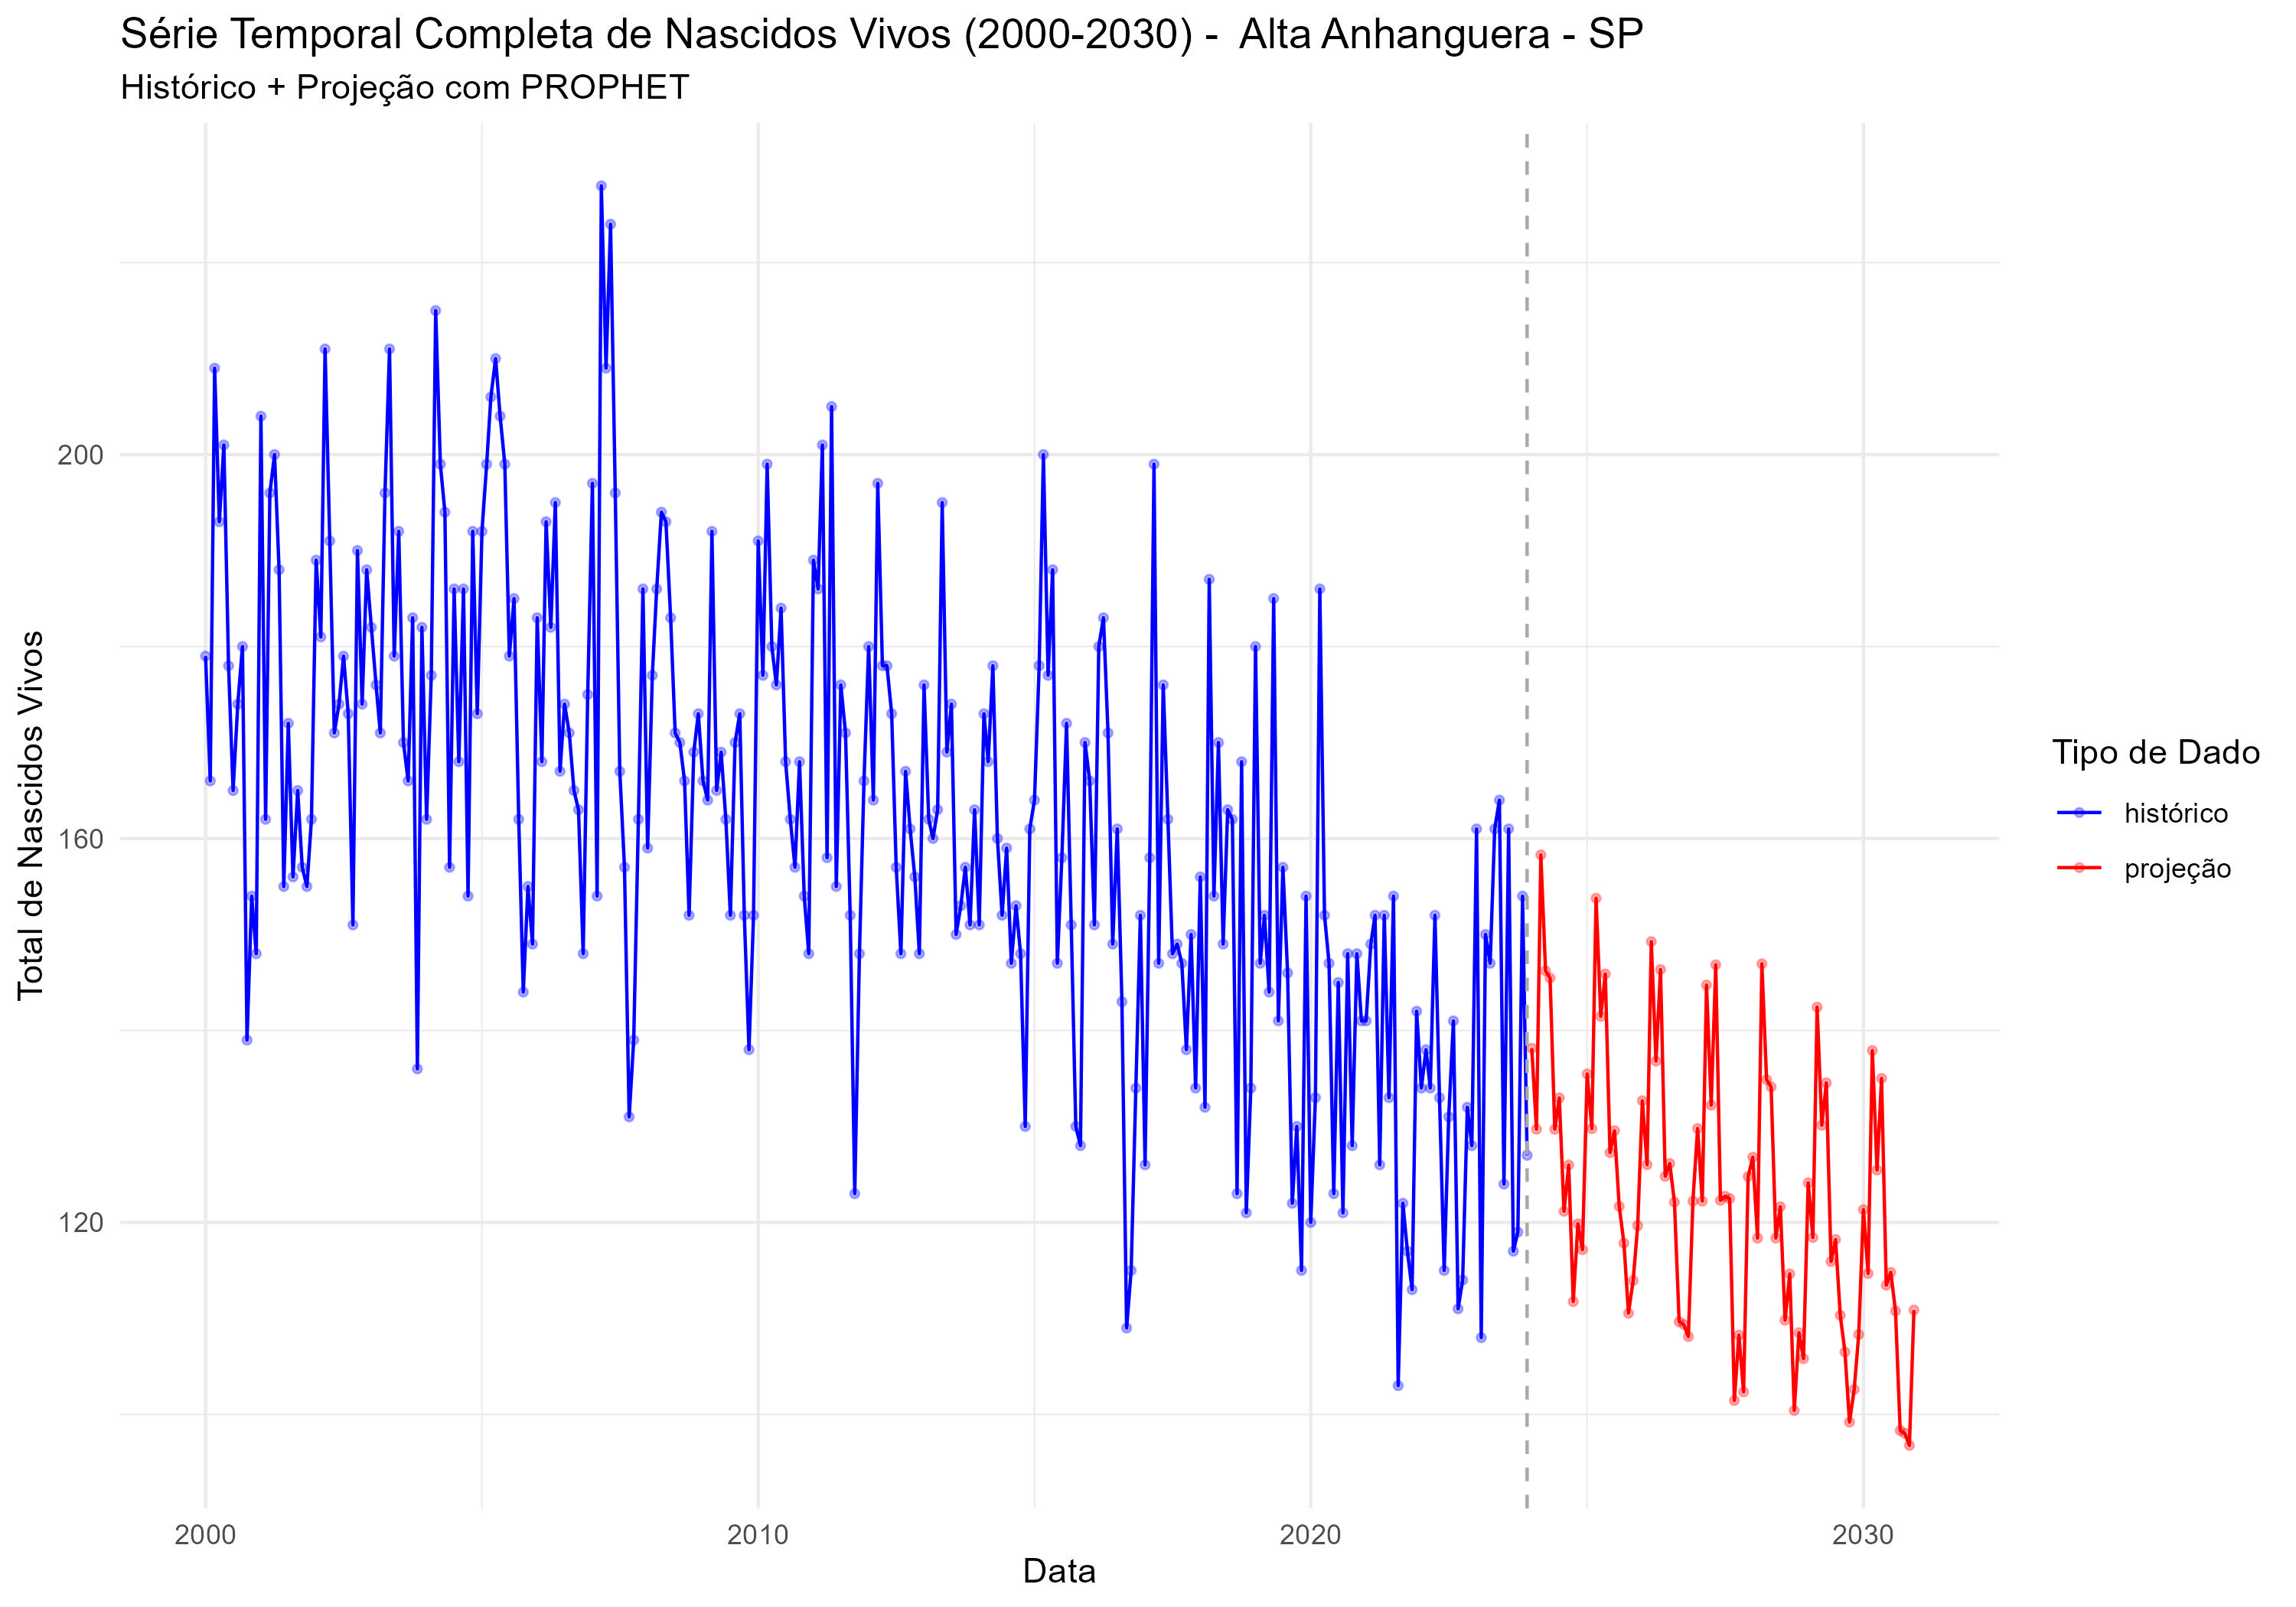 Série Temporal Completa de Nascidos Vivos (2000-2030) -  Alta Anhanguera - SP
Histórico + Projeção com PROPHET
Total de Nascidos Vivos
200
160
120
2000
2010
2020
2030
Data
Tipo de Dado
histórico
projeção